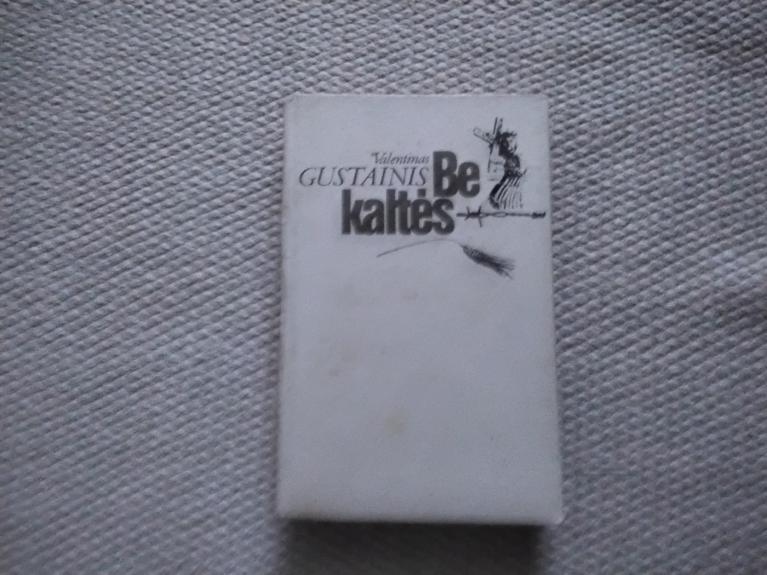 Valentinas
GUSTAINIS Be
kaltės